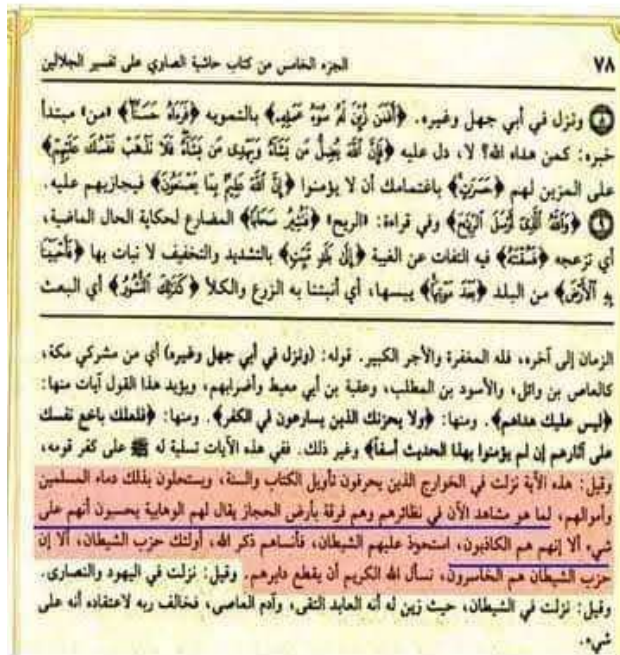 ٧٨ الجزء الخامس من كتاب حاشية الصاوي على تفسير الجلالين
⑧ ونزل في أبي جهل وغيره. ﴿أَفَمَن زُيِّنَ لَهُ سُوءُ عَمَلِهِ﴾ بالتمويه ﴿فَرَآهُ حَسَنًا﴾ «من» مبتدأ
خبره: كمن هداه الله؟ لا، دل عليه ﴿فَإِنَّ اللَّهَ يُضِلُّ مَن يَشَاءُ وَيَهْدِي مَن يَشَاءُ فَلَا تَذْهَبْ نَفْسُكَ عَلَيْهِمْ﴾
على المزين لهم ﴿حَسَرَاتٍ﴾ باغتمامك أن لا يؤمنوا ﴿إِنَّ اللَّهَ عَلِيمٌ بِمَا يَصْنَعُونَ﴾ فيجازيهم عليه.
⑨ ﴿وَاللَّهُ الَّذِي أَرْسَلَ الرِّيَاحَ﴾ وفي قراءة: «الريح» ﴿فَتُثِيرُ سَحَابًا﴾ المضارع لحكاية الحال الماضية،
أي تزعجه ﴿فَسُقْنَاهُ﴾ فيه التفات عن الغيبة ﴿إِلَىٰ بَلَدٍ مَّيِّتٍ﴾ بالتشديد والتخفيف لا نبات بها ﴿فَأَحْيَيْنَا
بِهِ الْأَرْضَ﴾ من البلد ﴿بَعْدَ مَوْتِهَا﴾ يبسها، أي أنبتنا به الزرع والكلأ ﴿كَذَٰلِكَ النُّشُورُ﴾ أي البعث
الزمان إلى آخره، فله المغفرة والأجر الكبير. قوله: (ونزل في أبي جهل وغيره) أي من مشركي مكة،
كالعاص بن وائل، والأسود بن المطلب، وعقبة بن أبي معيط وأضرابهم، ويؤيد هذا القول آيات منها:
﴿ليس عليك هداهم﴾. ومنها: ﴿ولا يحزنك الذين يسارعون في الكفر﴾. ومنها: ﴿فلعلك باخع نفسك
على آثارهم إن لم يؤمنوا بهذا الحديث أسفاً﴾ وغير ذلك. ففي هذه الآيات تسلية له ﷺ على كفر قومه،
وقيل: هذه الآية نزلت في الخوارج الذين يحرفون تأويل الكتاب والسنة، ويستحلون بذلك دماء المسلمين
وأموالهم، لما هو مشاهد الآن في نظائرهم وهم فرقة بأرض الحجاز يقال لهم الوهابية يحسبون أنهم على
شيء ألا إنهم هم الكاذبون، استحوذ عليهم الشيطان، فأنساهم ذكر الله، أولئك حزب الشيطان، ألا إن
حزب الشيطان هم الخاسرون، نسأل الله الكريم أن يقطع دابرهم. وقيل: نزلت في اليهود والنصارى.
وقيل: نزلت في الشيطان، حيث زين له أنه العابد التقي، وآدم العاصي، فخالف ربه لاعتقاده أنه على
شيء.